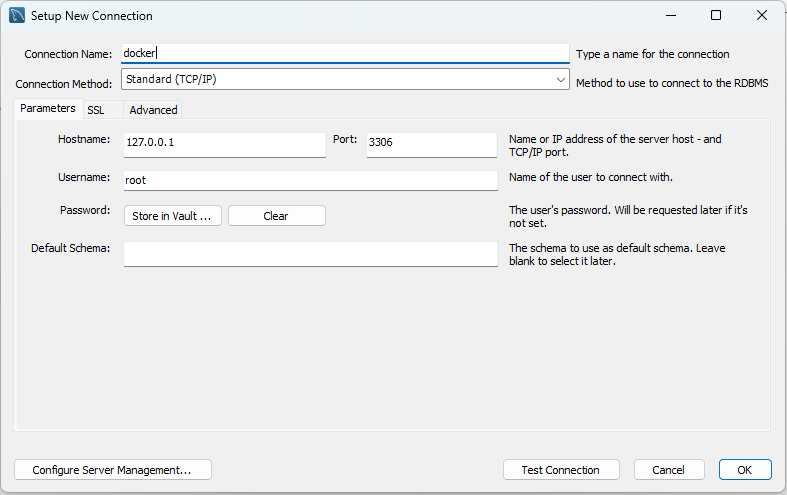 Setup New Connection
Connection Name: docker Type a name for the connection
Connection Method: Standard (TCP/IP) Method to use to connect to the RDBMS
Parameters SSL Advanced
Hostname: 127.0.0.1 Port: 3306 Name or IP address of the server host - and
TCP/IP port.
Username: root Name of the user to connect with.
Password: Store in Vault ... Clear The user's password. Will be requested later if it's
not set.
Default Schema: The schema to use as default schema. Leave
blank to select it later.
Configure Server Management... Test Connection Cancel OK